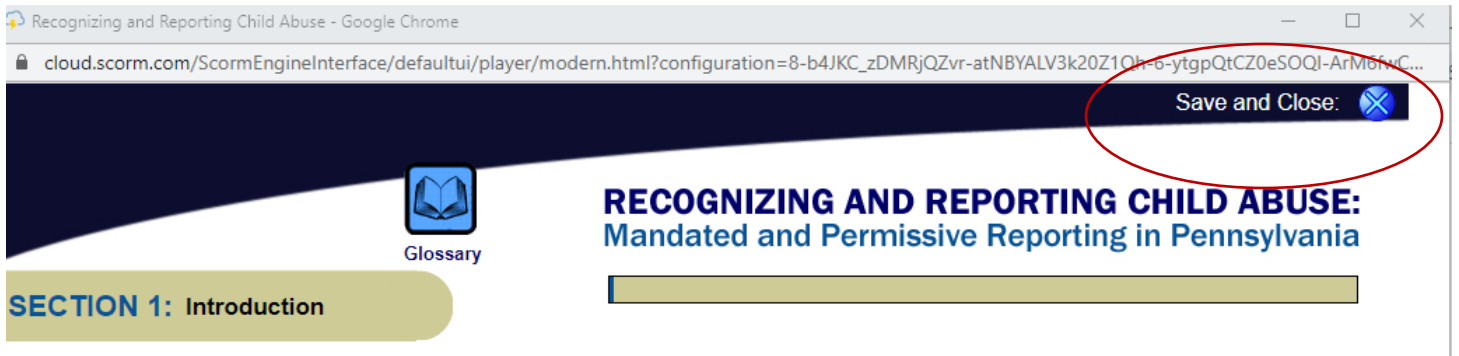 Recognizing and Reporting Child Abuse - Google Chrome
cloud.scorm.com/ScormEngineInterface/defaultui/player/modern.html?configuration=8-b4JKC_zDMRjQZvr-atNBYALV3k20Z1Qh-6-ytgpQtCZ0eSOQI-ArM6fwC...
Save and Close:
Glossary
RECOGNIZING AND REPORTING CHILD ABUSE:
Mandated and Permissive Reporting in Pennsylvania
SECTION 1: Introduction